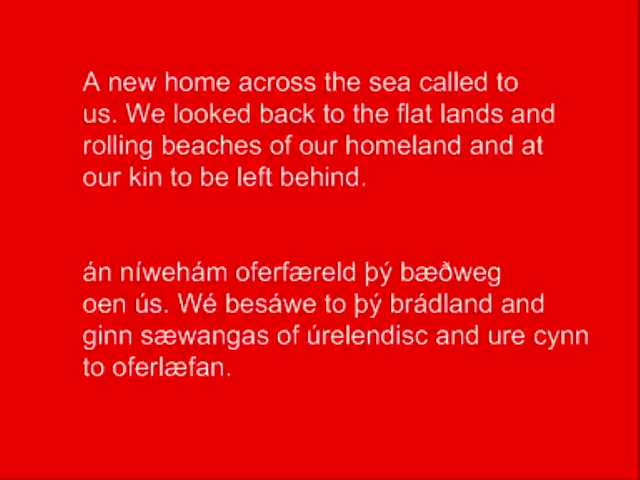 A new home across the sea called to
us. We looked back to the flat lands and
rolling beaches of our homeland and at
our kin to be left behind.
án níwehám oferfæreld þý bæðweg
oen ús. Wé besáwe to þý brádland and
ginn sæwangas of úrelendisc and ure cynn
to oferlæfan.